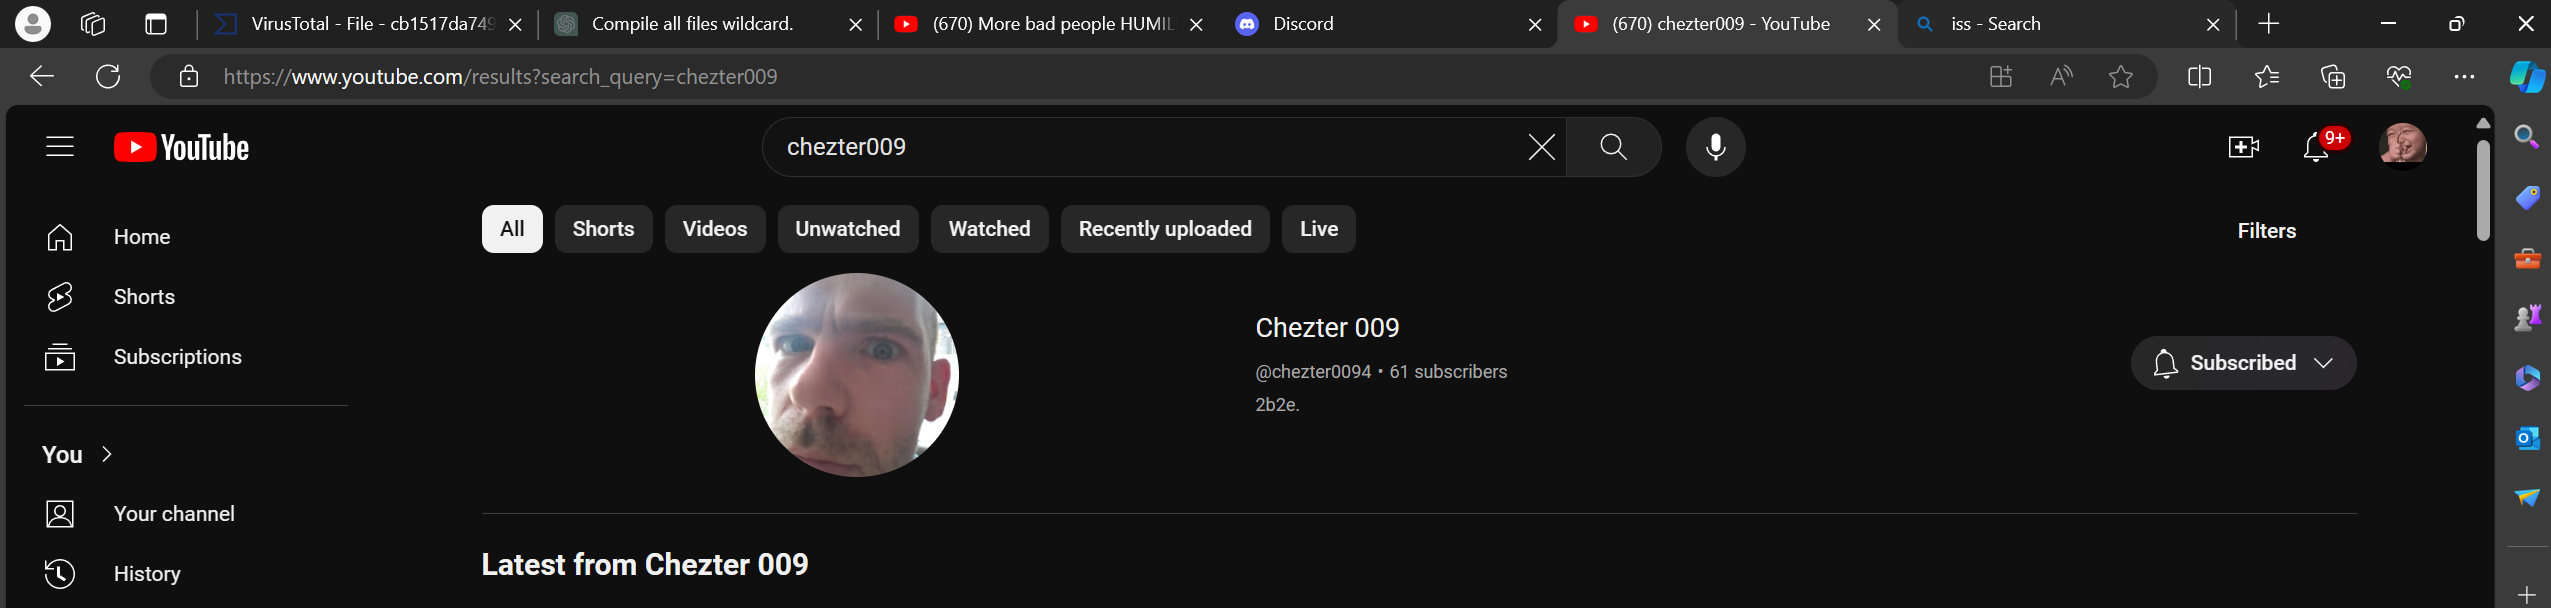 VirusTotal - File - cb1517da749
Compile all files wildcard.
(670) More bad people HUMIL
Discord
(670) chezter009 - YouTube
iss - Search
https://www.youtube.com/results?search_query=chezter009
YouTube
chezter009
9+
Home
Shorts
Subscriptions
You
Your channel
History
All
Shorts
Videos
Unwatched
Watched
Recently uploaded
Live
Filters
Chezter 009
@chezter0094 • 61 subscribers
2b2e.
Subscribed
Latest from Chezter 009